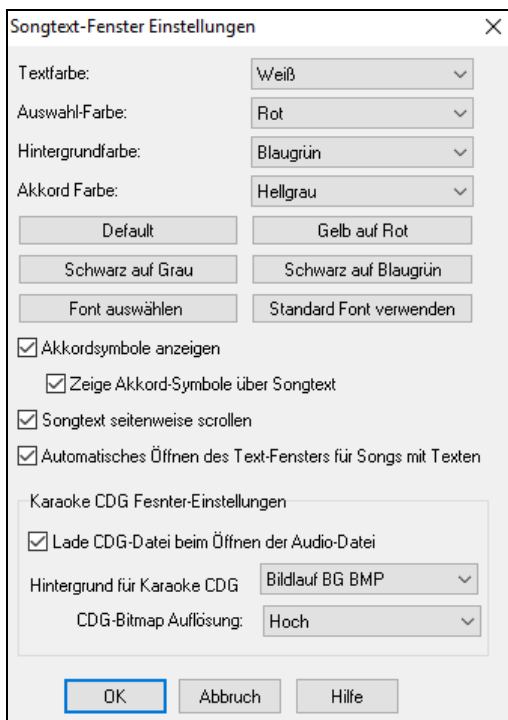 Songtext-Fenster Einstellungen
Textfarbe: Weiß
Auswahl-Farbe: Rot
Hintergrundfarbe: Blaugrün
Akkord Farbe: Hellgrau
Default Gelb auf Rot
Schwarz auf Grau Schwarz auf Blaugrün
Font auswählen Standard Font verwenden
Akkordsymbole anzeigen
Zeige Akkord-Symbole über Songtext
Songtext seitenweise scrollen
Automatisches Öffnen des Text-Fensters für Songs mit Texten
Karaoke CDG Fesnter-Einstellungen
Lade CDG-Datei beim Öffnen der Audio-Datei
Hintergrund für Karaoke CDG Bildlauf BG BMP
CDG-Bitmap Auflösung: Hoch
OK Abbruch Hilfe